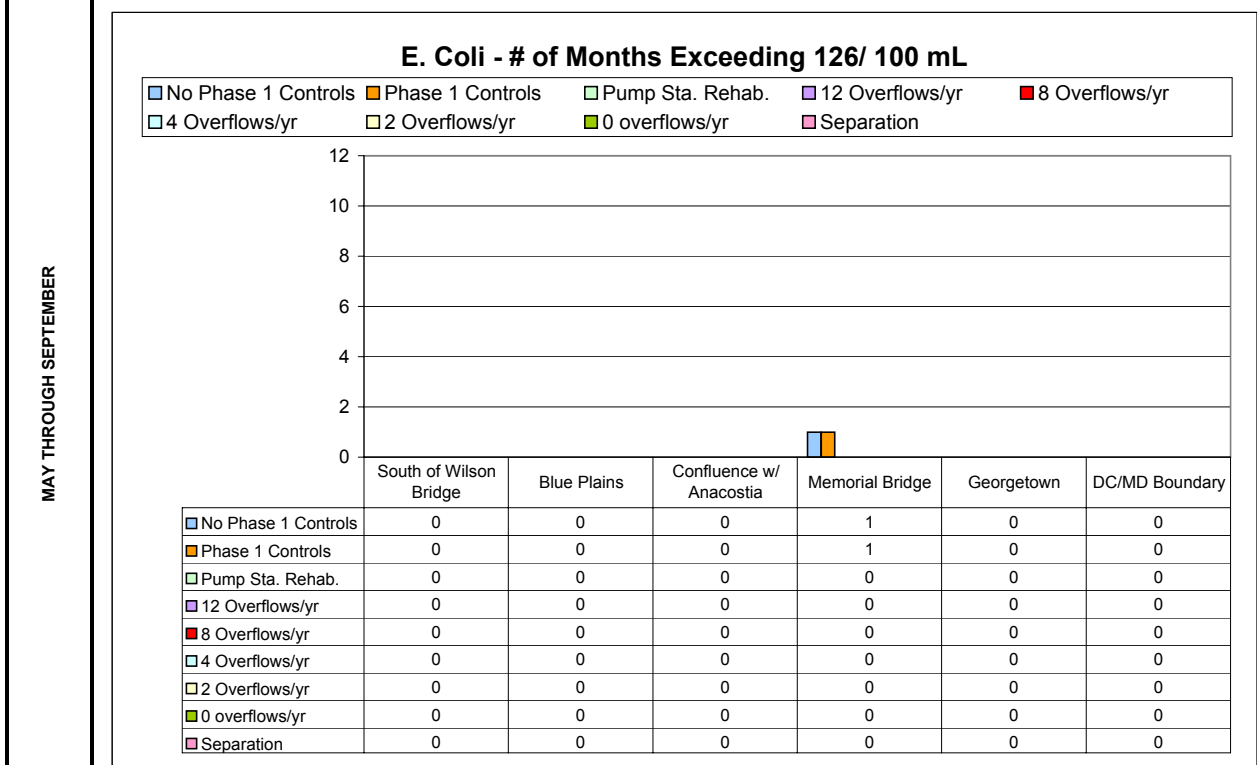 MAY THROUGH SEPTEMBER
E. Coli - # of Months Exceeding 126/ 100 mL
No Phase 1 Controls Phase 1 Controls Pump Sta. Rehab. 12 Overflows/yr 8 Overflows/yr
4 Overflows/yr 2 Overflows/yr 0 overflows/yr Separation
12
10
8
6
4
2
0
South of Wilson Bridge Blue Plains Confluence w/ Anacostia Memorial Bridge Georgetown DC/MD Boundary
No Phase 1 Controls 0 0 0 1 0 0
Phase 1 Controls 0 0 0 1 0 0
Pump Sta. Rehab. 0 0 0 0 0 0
12 Overflows/yr 0 0 0 0 0 0
8 Overflows/yr 0 0 0 0 0 0
4 Overflows/yr 0 0 0 0 0 0
2 Overflows/yr 0 0 0 0 0 0
0 overflows/yr 0 0 0 0 0 0
Separation 0 0 0 0 0 0